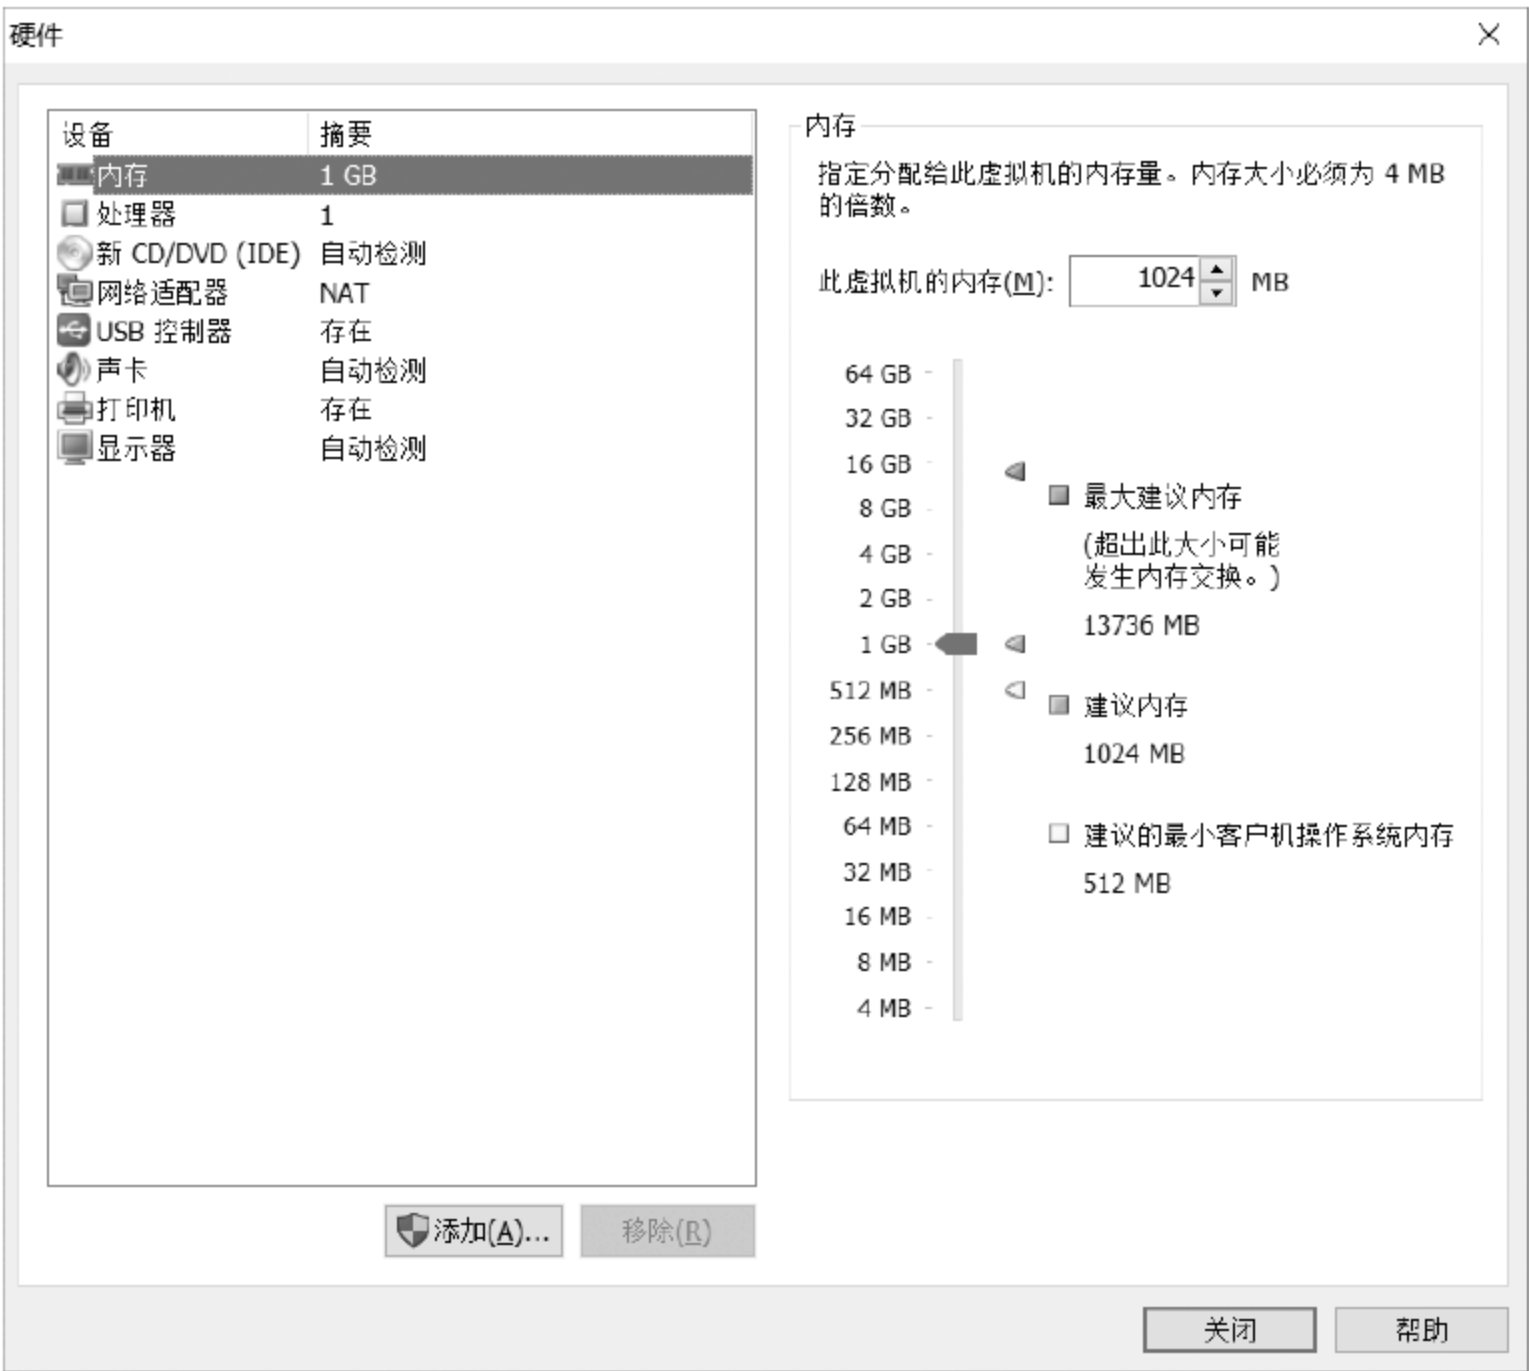 硬件
设备 摘要
内存 1 GB
处理器 1
新 CD/DVD (IDE) 自动检测
网络适配器 NAT
USB 控制器 存在
声卡 自动检测
打印机 存在
显示器 自动检测
添加(A)...
移除(R)
内存
指定分配给此虚拟机的内存量。内存大小必须为 4 MB
的倍数。
此虚拟机的内存(M): 1024 MB
64 GB
32 GB
16 GB
8 GB
4 GB
2 GB
1 GB
512 MB
256 MB
128 MB
64 MB
32 MB
16 MB
8 MB
4 MB
最大建议内存
(超出此大小可能
发生内存交换。)
13736 MB
建议内存
1024 MB
建议的最小客户机操作系统内存
512 MB
关闭
帮助